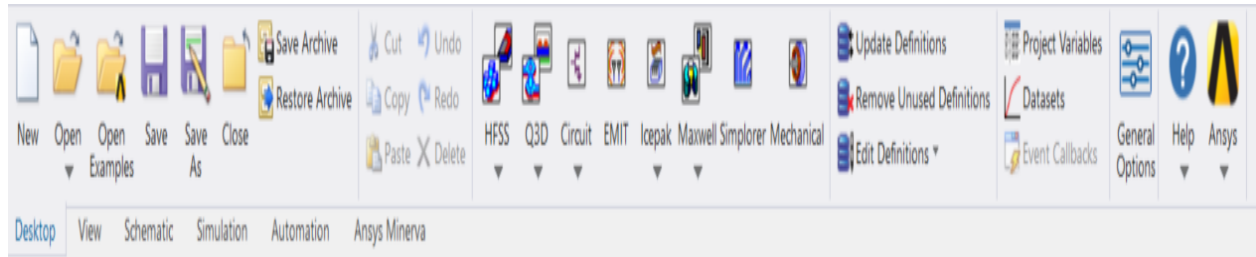 Save Archive
Restore Archive
New
Open
Open Examples
Save
Save As
Close
Cut
Undo
Copy
Redo
Paste
Delete
HFSS
Q3D
Circuit
EMIT
Icepak
Maxwell
Simplorer
Mechanical
Update Definitions
Remove Unused Definitions
Edit Definitions
Project Variables
Datasets
Event Callbacks
General Options
Help
Ansys
Desktop
View
Schematic
Simulation
Automation
Ansys Minerva